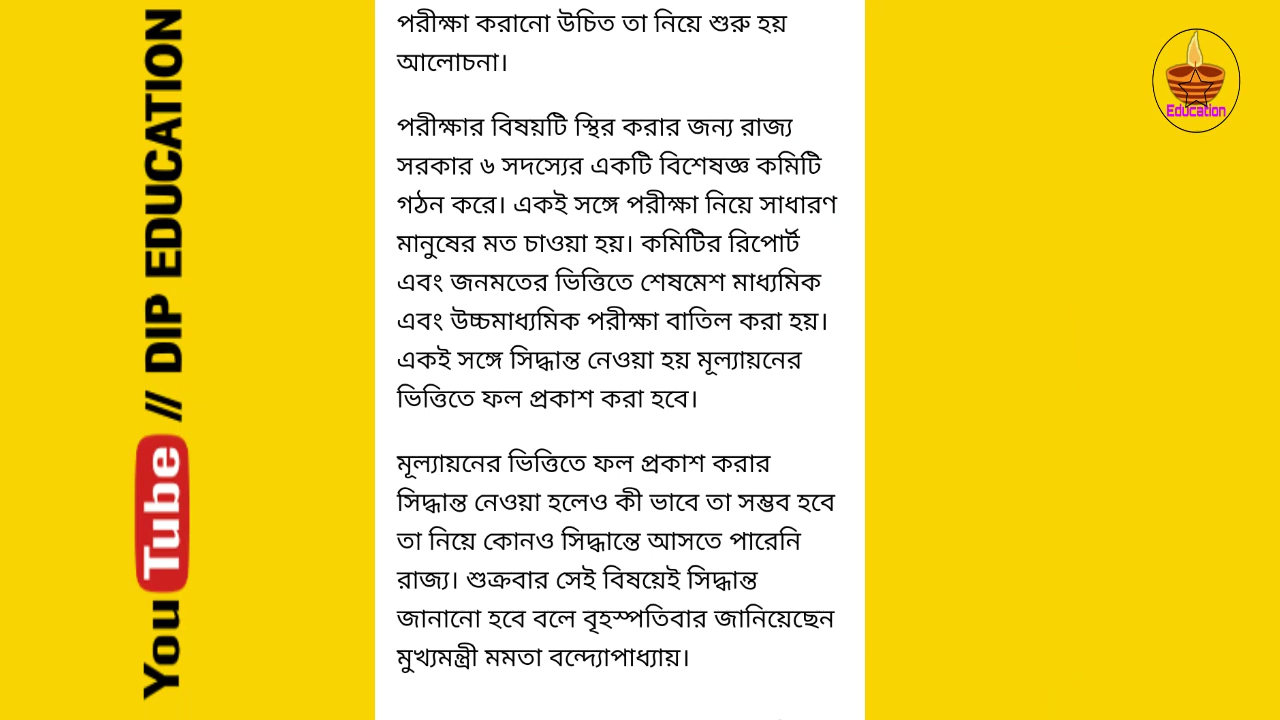 পরীক্ষা করানো উচিত তা নিয়ে শুরু হয়
আলোচনা।
পরীক্ষার বিষয়টি স্থির করার জন্য রাজ্য
সরকার ৬ সদস্যের একটি বিশেষজ্ঞ কমিটি
গঠন করে। একই সঙ্গে পরীক্ষা নিয়ে সাধারণ
মানুষের মত চাওয়া হয়। কমিটির রিপোর্ট
এবং জনমতের ভিত্তিতে শেষমেশ মাধ্যমিক
এবং উচ্চমাধ্যমিক পরীক্ষা বাতিল করা হয়।
একই সঙ্গে সিদ্ধান্ত নেওয়া হয় মূল্যায়নের
ভিত্তিতে ফল প্রকাশ করা হবে।
মূল্যায়নের ভিত্তিতে ফল প্রকাশ করার
সিদ্ধান্ত নেওয়া হলেও কী ভাবে তা সম্ভব হবে
তা নিয়ে কোনও সিদ্ধান্তে আসতে পারেনি
রাজ্য। শুক্রবার সেই বিষয়েই সিদ্ধান্ত
জানানো হবে বলে বৃহস্পতিবার জানিয়েছেন
মুখ্যমন্ত্রী মমতা বন্দ্যোপাধ্যায়।
YouTube // DIP EDUCATION
Education